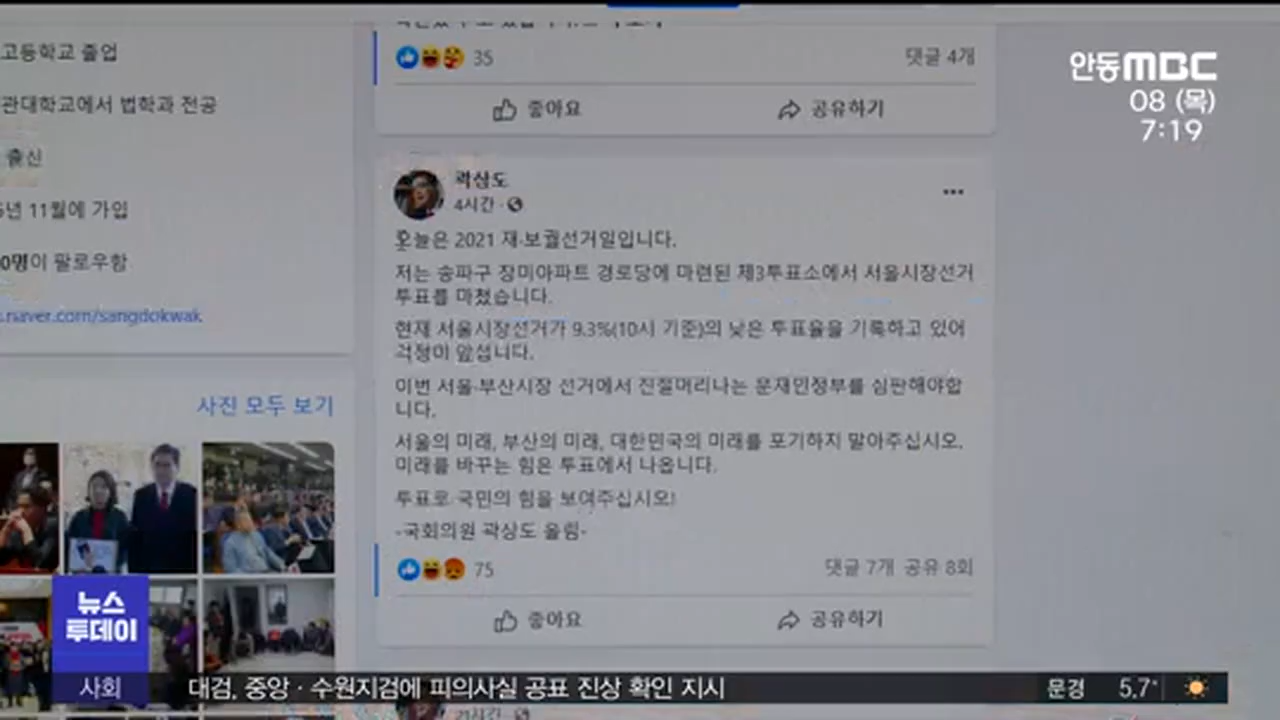 고등학교 졸업
관대학교에서 법학과 전공
출신
년 11월에 가입
0명이 팔로우함
.naver.com/sangdokwak
사진 모두 보기
35
댓글 4개
좋아요
공유하기
곽상도
4시간
오늘은 2021 재·보궐선거일입니다.
저는 송파구 장미아파트 경로당에 마련된 제3투표소에서 서울시장선거
투표를 마쳤습니다.
현재 서울시장선거가 9.3%(10시 기준)의 낮은 투표율을 기록하고 있어
걱정이 앞섭니다.
이번 서울·부산시장 선거에서 진절머리나는 문재인정부를 심판해야합
니다.
서울의 미래, 부산의 미래, 대한민국의 미래를 포기하지 말아주십시오.
미래를 바꾸는 힘은 투표에서 나옵니다.
투표로 국민의 힘을 보여주십시오!
-국회의원 곽상도 올림-
75
댓글 7개 공유 8회
좋아요
공유하기
21시간
안동MBC
08 (목)
7:19
뉴스
투데이
사회
대검, 중앙·수원지검에 피의사실 공표 진상 확인 지시
문경 5.7°